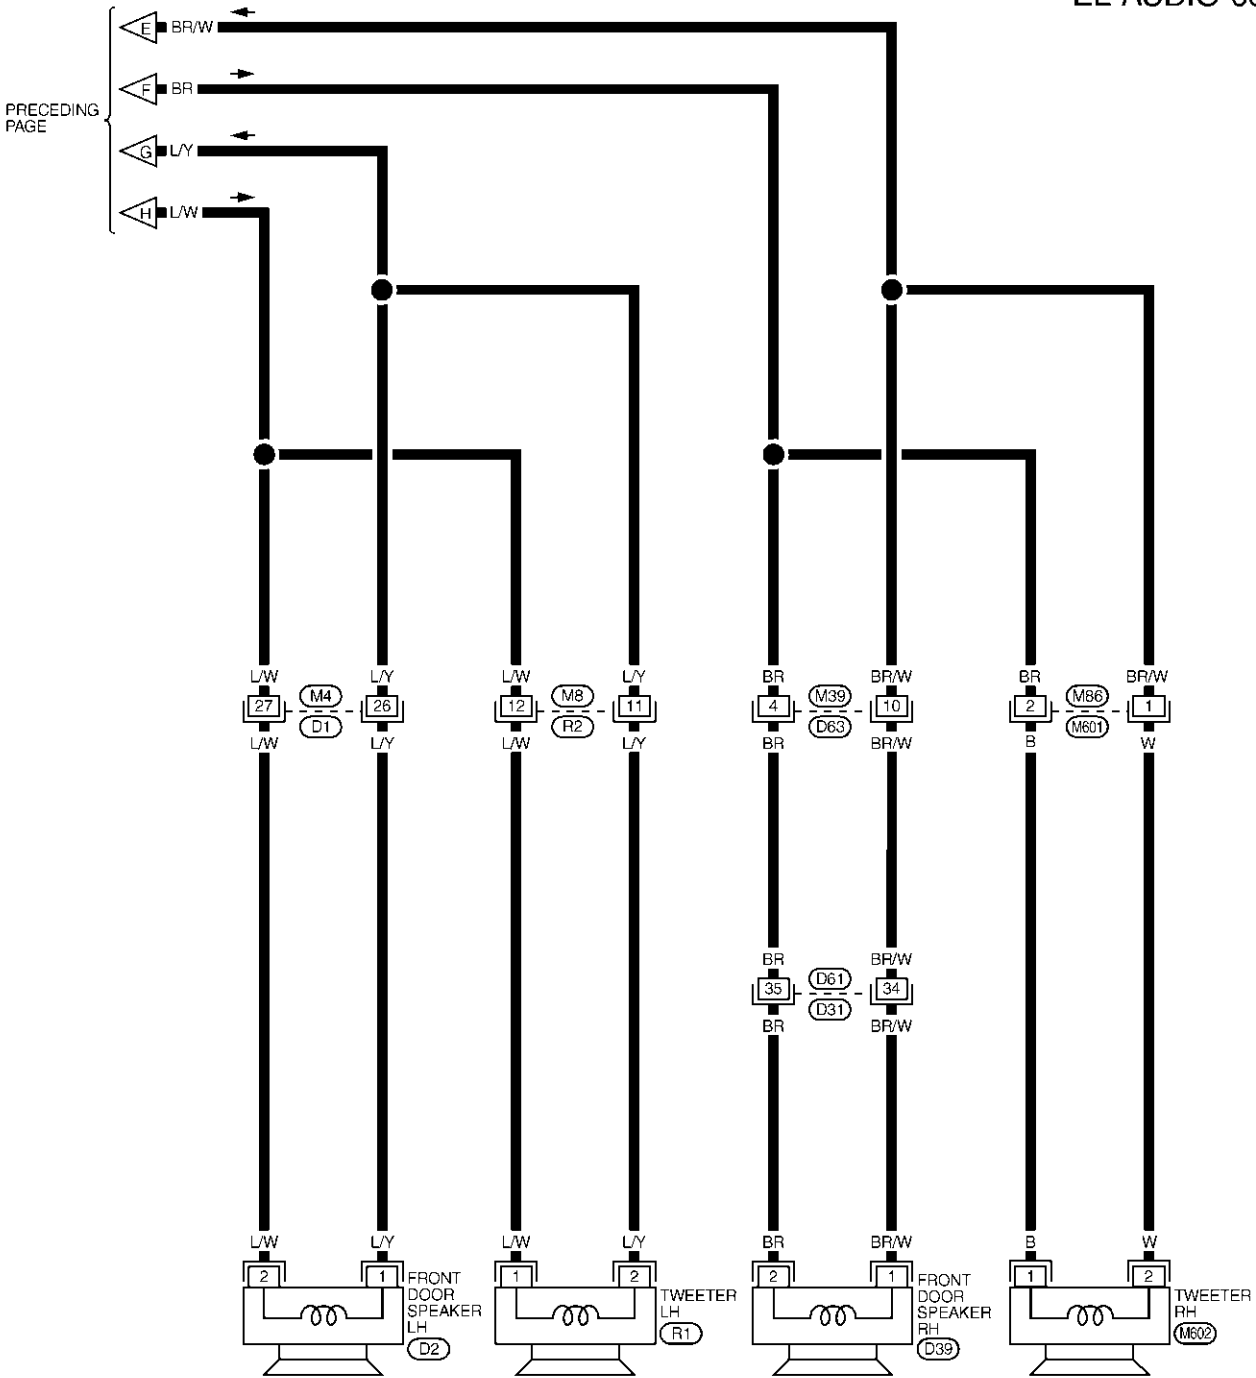 E BR/W
F BR
PRECEDING
PAGE
G L/Y
H L/W
L/W L/Y L/W L/Y BR BR/W BR BR/W
27 M4 26 12 M8 11 4 M39 10 2 M86 1
D1 R2 D63 M601
L/W L/Y L/W L/Y BR BR/W B W
BR BR/W
35 D61 34
D31
BR BR/W
L/W L/Y L/W L/Y BR BR/W B W
2 1 1 2 2 1 1 2
FRONT
DOOR
SPEAKER
LH
D2
TWEETER
LH
R1
FRONT
DOOR
SPEAKER
RH
D39
TWEETER
RH
M602